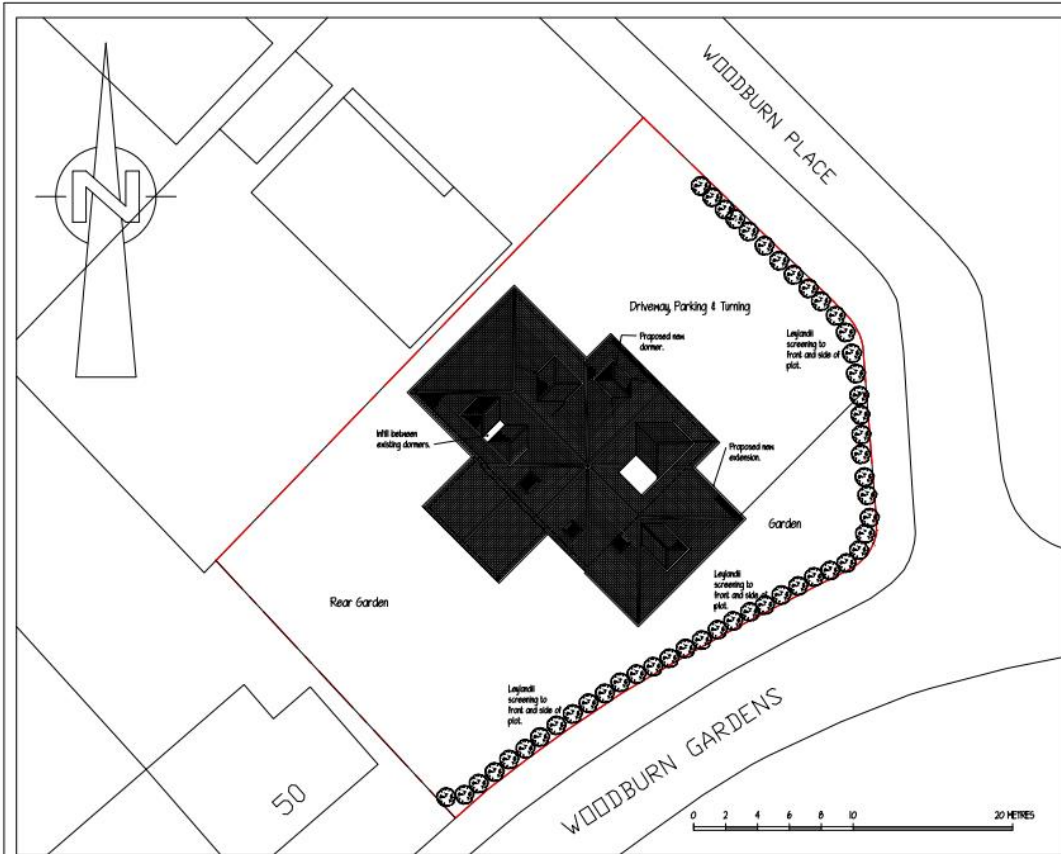 WOODBURN PLACE
N
Driveway, Parking & Turning
Proposed new
dormer.
Leylandii
screening to
front and side of
plot.
Infill between
existing dormers.
Proposed new
extension.
Garden
Leylandii
screening to
front and side of
plot.
Rear Garden
Leylandii
screening to
front and side of
plot.
WOODBURN GARDENS
50
0 2 4 6 8 10 20 METRES